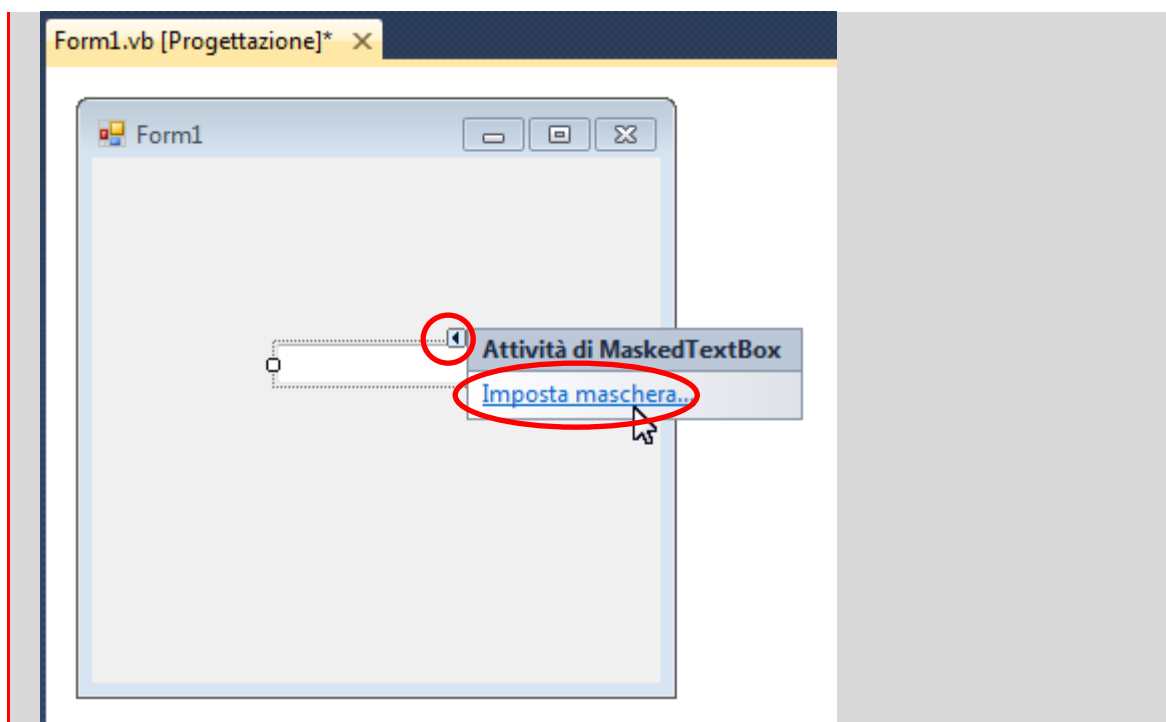 Form1.vb [Progettazione]*
Form1
Attività di MaskedTextBox
Imposta maschera...